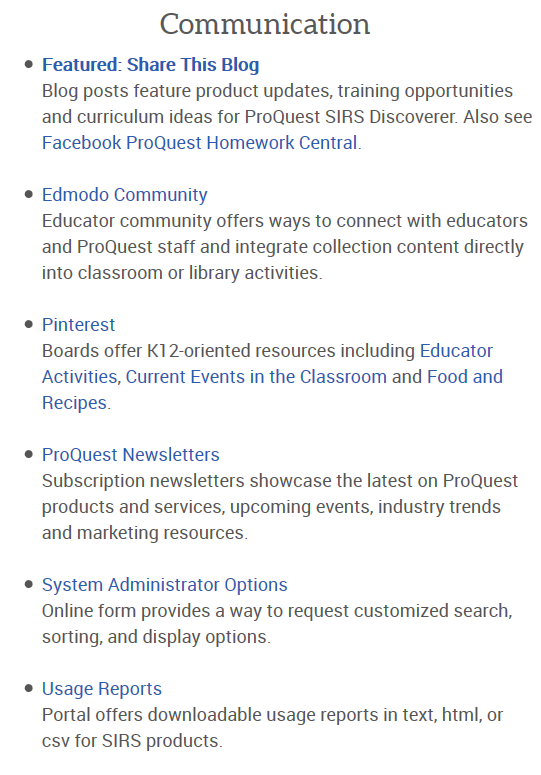 Communication
Featured: Share This Blog
Blog posts feature product updates, training opportunities
and curriculum ideas for ProQuest SIRS Discoverer. Also see
Facebook ProQuest Homework Central.
Edmodo Community
Educator community offers ways to connect with educators
and ProQuest staff and integrate collection content directly
into classroom or library activities.
Pinterest
Boards offer K12-oriented resources including Educator
Activities, Current Events in the Classroom and Food and
Recipes.
ProQuest Newsletters
Subscription newsletters showcase the latest on ProQuest
products and services, upcoming events, industry trends
and marketing resources.
System Administrator Options
Online form provides a way to request customized search,
sorting, and display options.
Usage Reports
Portal offers downloadable usage reports in text, html, or
csv for SIRS products.